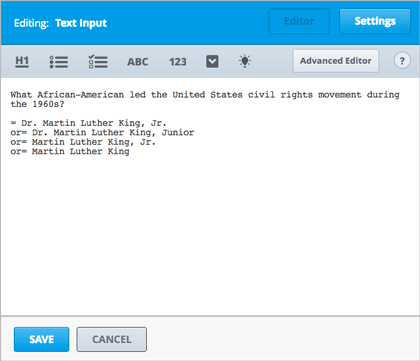 Editing: Text Input Editor Settings
H1 ABC 123 Advanced Editor ?
What African-American led the United States civil rights movement during
the 1960s?
= Dr. Martin Luther King, Jr.
or= Dr. Martin Luther King, Junior
or= Martin Luther King, Jr.
or= Martin Luther King
SAVE CANCEL